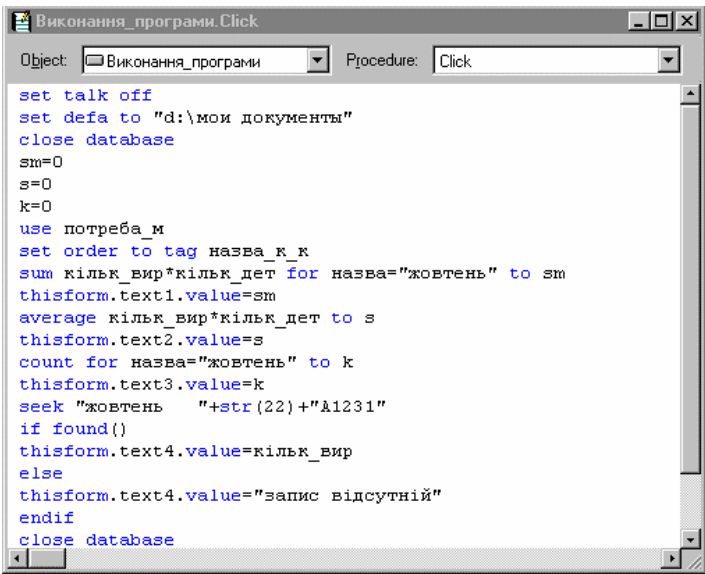 Виконання_програми.Click
Object: Виконання_програми Procedure: Click
set talk off
set defa to "d:\мои документы"
close database
sm=0
s=0
k=0
use потреба_м
set order to tag назва_к_к
sum кільк_вир*кільк_дет for назва="жовтень" to sm
thisform.text1.value=sm
average кільк_вир*кільк_дет to s
thisform.text2.value=s
count for назва="жовтень" to k
thisform.text3.value=k
seek "жовтень   "+str(22)+"А1231"
if found()
thisform.text4.value=кільк_вир
else
thisform.text4.value="запис відсутній"
endif
close database